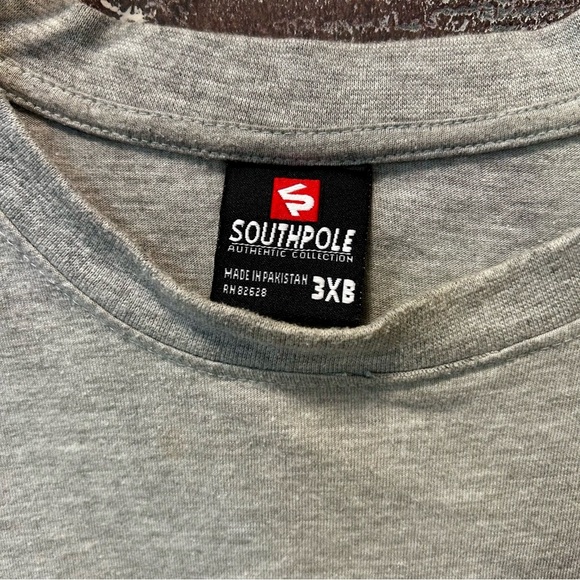 SOUTHPOLE
AUTHENTIC COLLECTION
MADE IN PAKISTAN
RN 82628
3XB